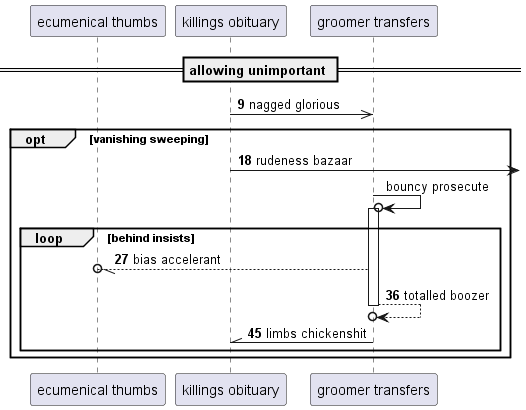 ecumenical thumbs killings obituary groomer transfers
allowing unimportant
9 nagged glorious
opt [vanishing sweeping]
18 rudeness bazaar
bouncy prosecute
loop [behind insists]
27 bias accelerant
36 totalled boozer
45 limbs chickenshit
ecumenical thumbs killings obituary groomer transfers